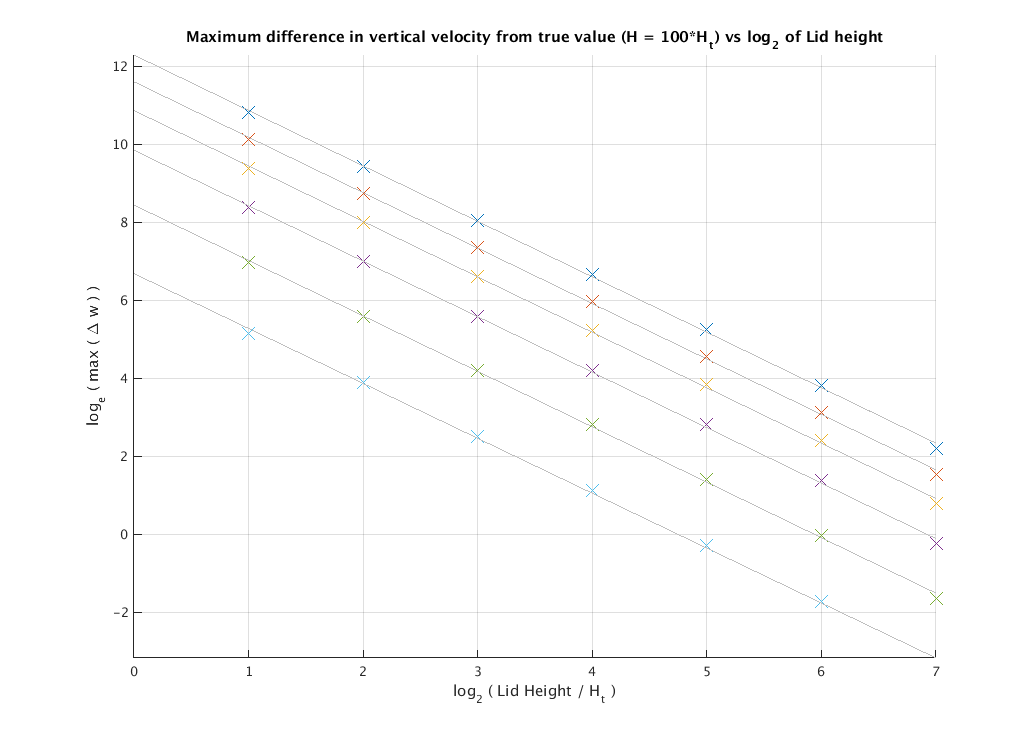 Maximum difference in vertical velocity from true value (H = 100*Ht) vs log2 of Lid height
12
10
8
6
4
2
0
−2
loge ( max ( Δ w ) )
0 1 2 3 4 5 6 7
log2 ( Lid Height / Ht )